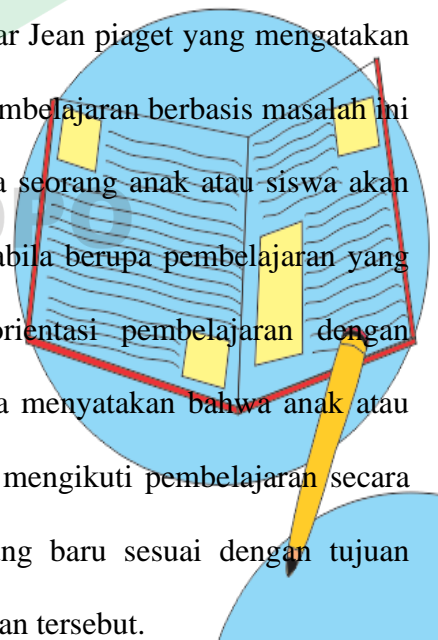 ar Jean piaget yang mengatakan
mbelajaran berbasis masalah ini
a seorang anak atau siswa akan
abila berupa pembelajaran yang
orientasi pembelajaran dengan
a menyatakan bahwa anak atau
mengikuti pembelajaran secara
ng baru sesuai dengan tujuan
an tersebut.